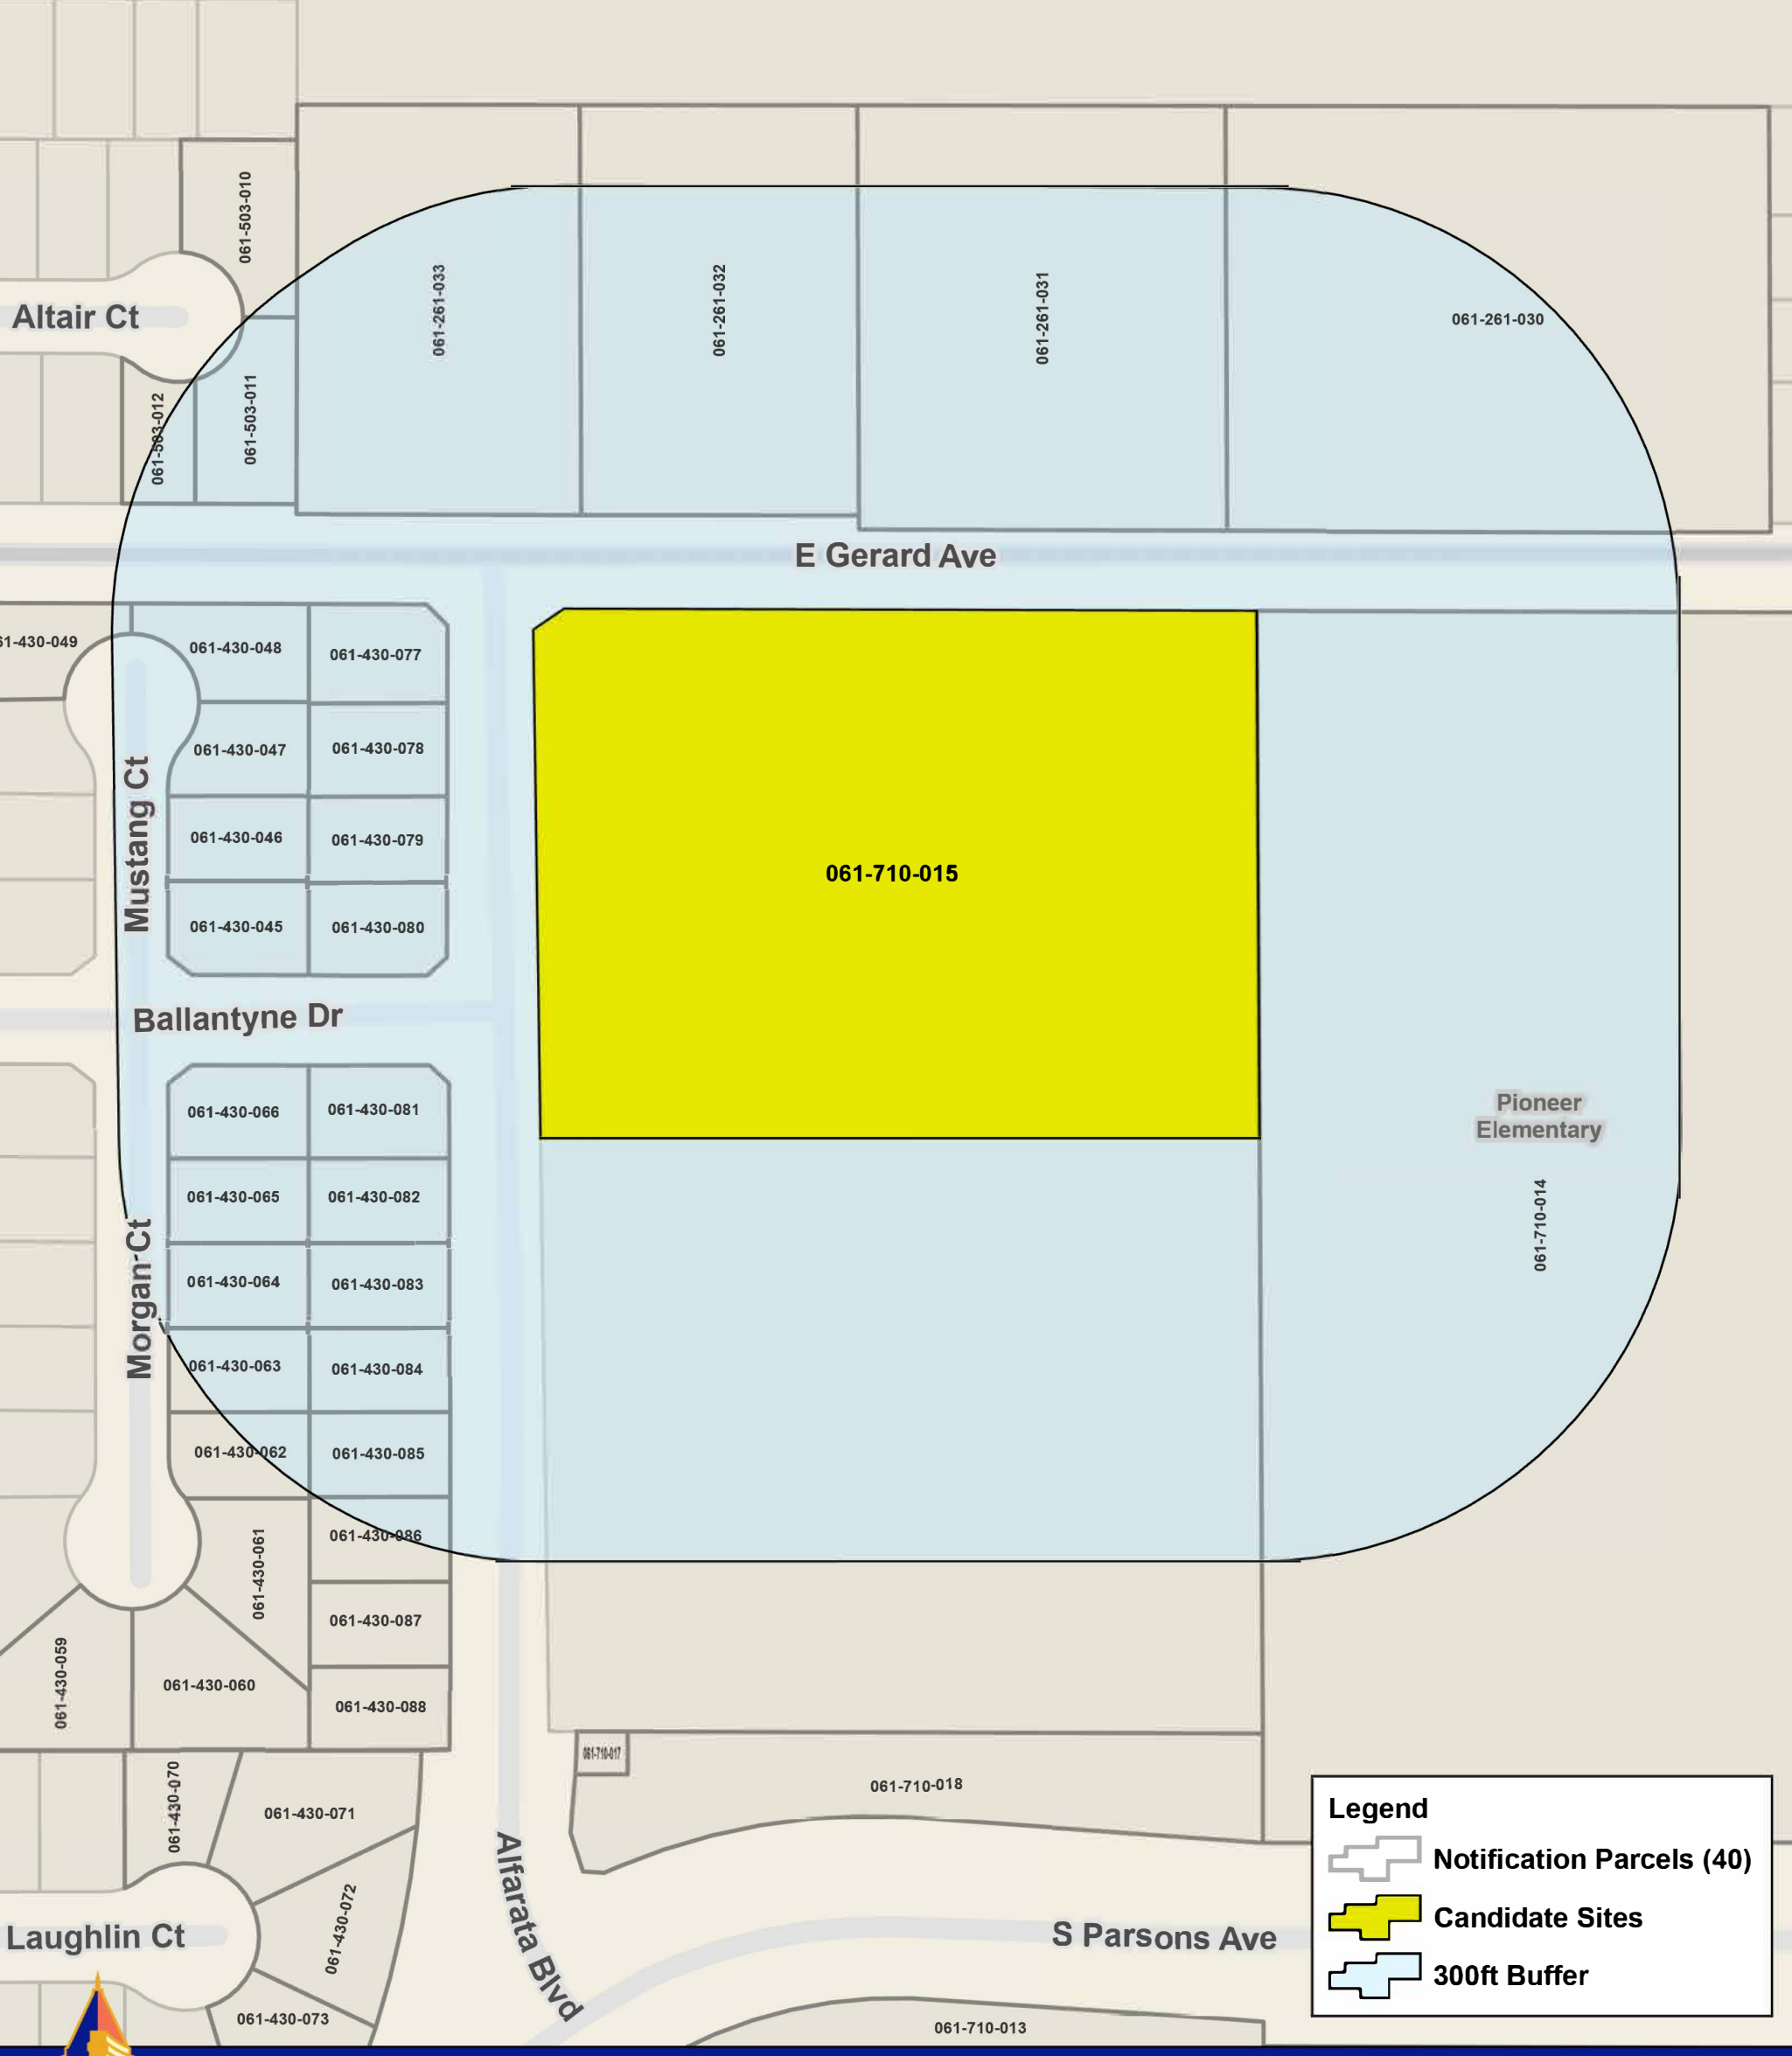 061-503-010
Altair Ct
061-261-033
061-261-032
061-261-031
061-261-030
061-503-012
061-503-011
E Gerard Ave
61-430-049
061-430-048
061-430-077
061-430-047
061-430-078
Mustang Ct
061-430-046
061-430-079
061-710-015
061-430-045
061-430-080
Ballantyne Dr
061-430-066
061-430-081
Pioneer
Elementary
061-430-065
061-430-082
061-710-014
Morgan Ct
061-430-064
061-430-083
061-430-063
061-430-084
061-430-062
061-430-085
061-430-086
061-430-061
061-430-087
061-430-059
061-430-060
061-430-088
061-710-017
061-710-018
061-430-070
061-430-071
Alfarata Blvd
061-430-072
Laughlin Ct
S Parsons Ave
061-430-073
061-710-013
Legend
Notification Parcels (40)
Candidate Sites
300ft Buffer